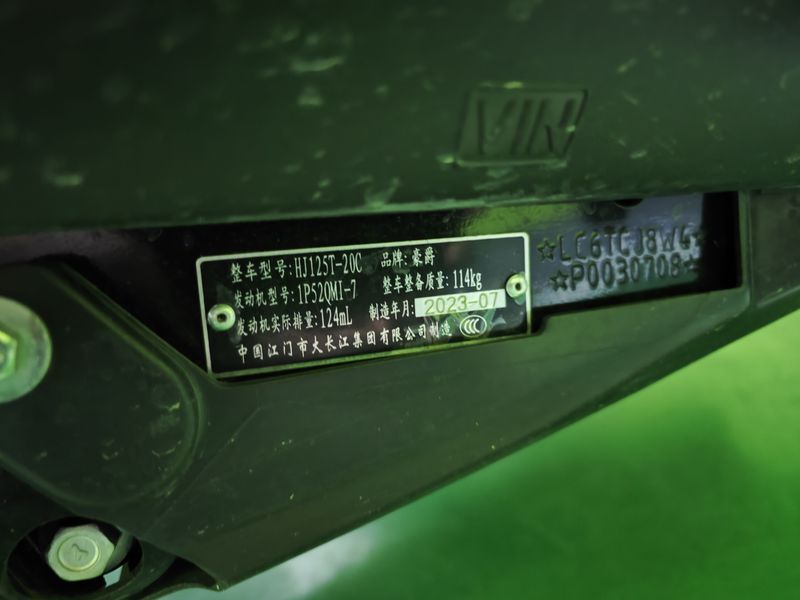 VIN
整车型号:HJ125T-20C 品牌:豪爵
发动机型号:1P52QMI-7 整车整备质量:114kg
发动机实际排量:124mL 制造年月:2023-07
中国江门市大长江集团有限公司制造 CCC
☆LC6TCJ8W6
☆P0030708☆